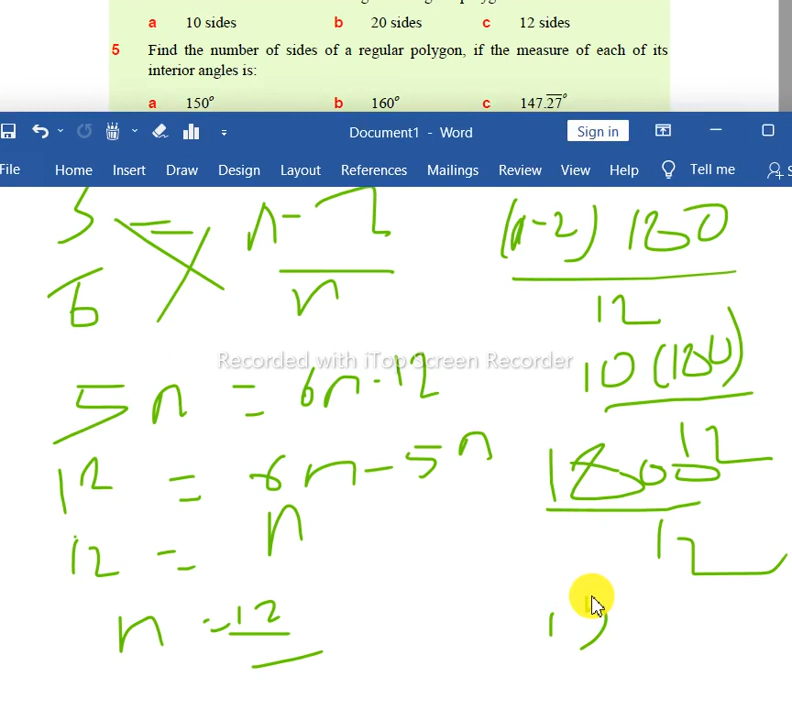 a 10 sides b 20 sides c 12 sides
5 Find the number of sides of a regular polygon, if the measure of each of its
interior angles is:
a 150° b 160° c 147.2̅7̅°
Document1 - Word Sign in
File Home Insert Draw Design Layout References Mailings Review View Help Tell me
5/6 = n-2/n
(n-2) 180
12
Recorded with iTop Screen Recorder
10 (180)
12
5n = 6n-12
12 = 6n-5n
1800
12
12 = n
n = 12